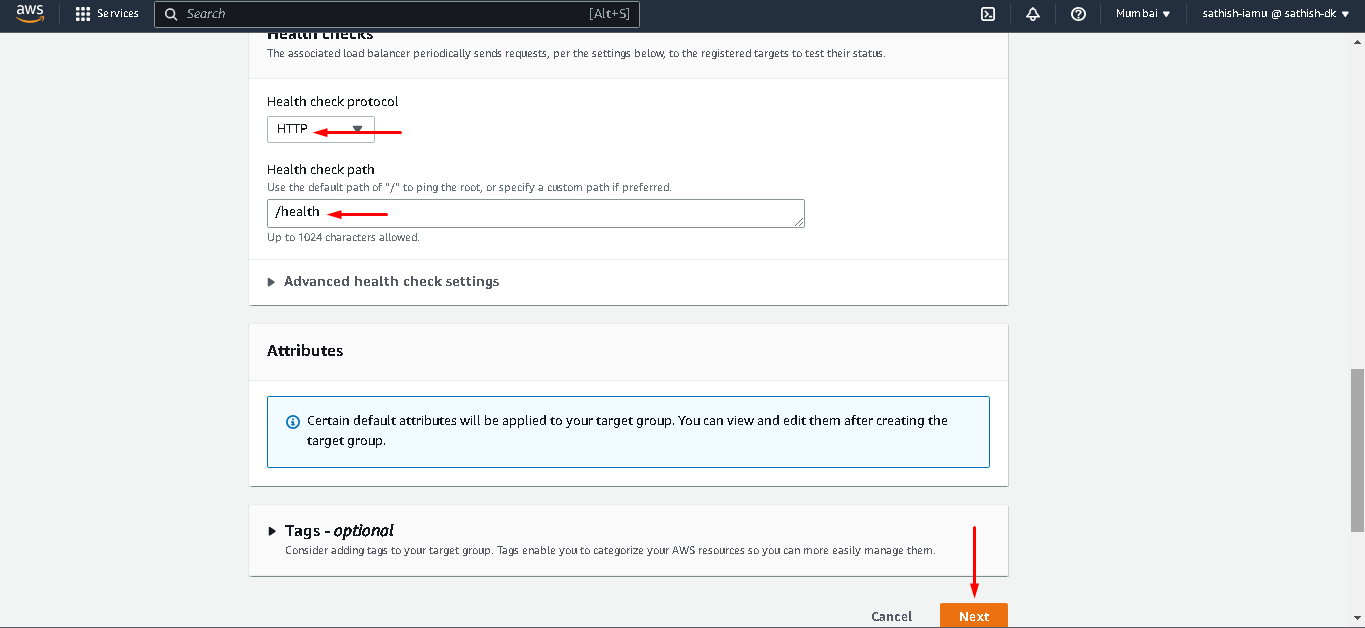 aws
Services
Search
[Alt+S]
Mumbai
sathish-iamu @ sathish-dk
Health checks
The associated load balancer periodically sends requests, per the settings below, to the registered targets to test their status.
Health check protocol
HTTP
Health check path
Use the default path of "/" to ping the root, or specify a custom path if preferred.
/health
Up to 1024 characters allowed.
Advanced health check settings
Attributes
Certain default attributes will be applied to your target group. You can view and edit them after creating the
target group.
Tags - optional
Consider adding tags to your target group. Tags enable you to categorize your AWS resources so you can more easily manage them.
Cancel
Next